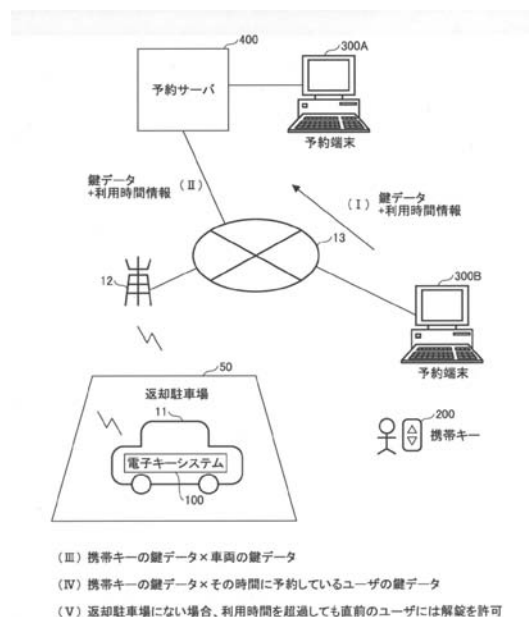 400
300A
予約サーバ
予約端末
鍵データ
+利用時間情報
(Ⅱ)
(Ⅰ)
鍵データ
+利用時間情報
13
12
300B
予約端末
50
返却駐車場
11
電子キーシステム
100
200
携帯キー
(Ⅲ) 携帯キーの鍵データ×車両の鍵データ
(Ⅳ) 携帯キーの鍵データ×その時間に予約しているユーザの鍵データ
(Ⅴ) 返却駐車場にない場合、利用時間を超過しても直前のユーザには解錠を許可